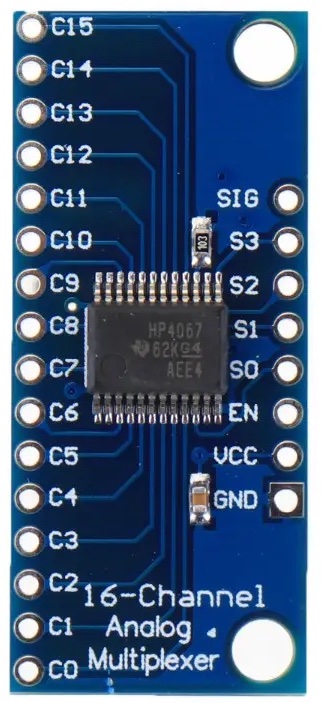 C15
C14
C13
C12
C11
C10
C9
C8
C7
C6
C5
C4
C3
C2
C1
C0
SIG
S3
S2
S1
S0
EN
VCC
GND
103
HP4067
62KG4
AEE4
16-Channel
Analog
Multiplexer